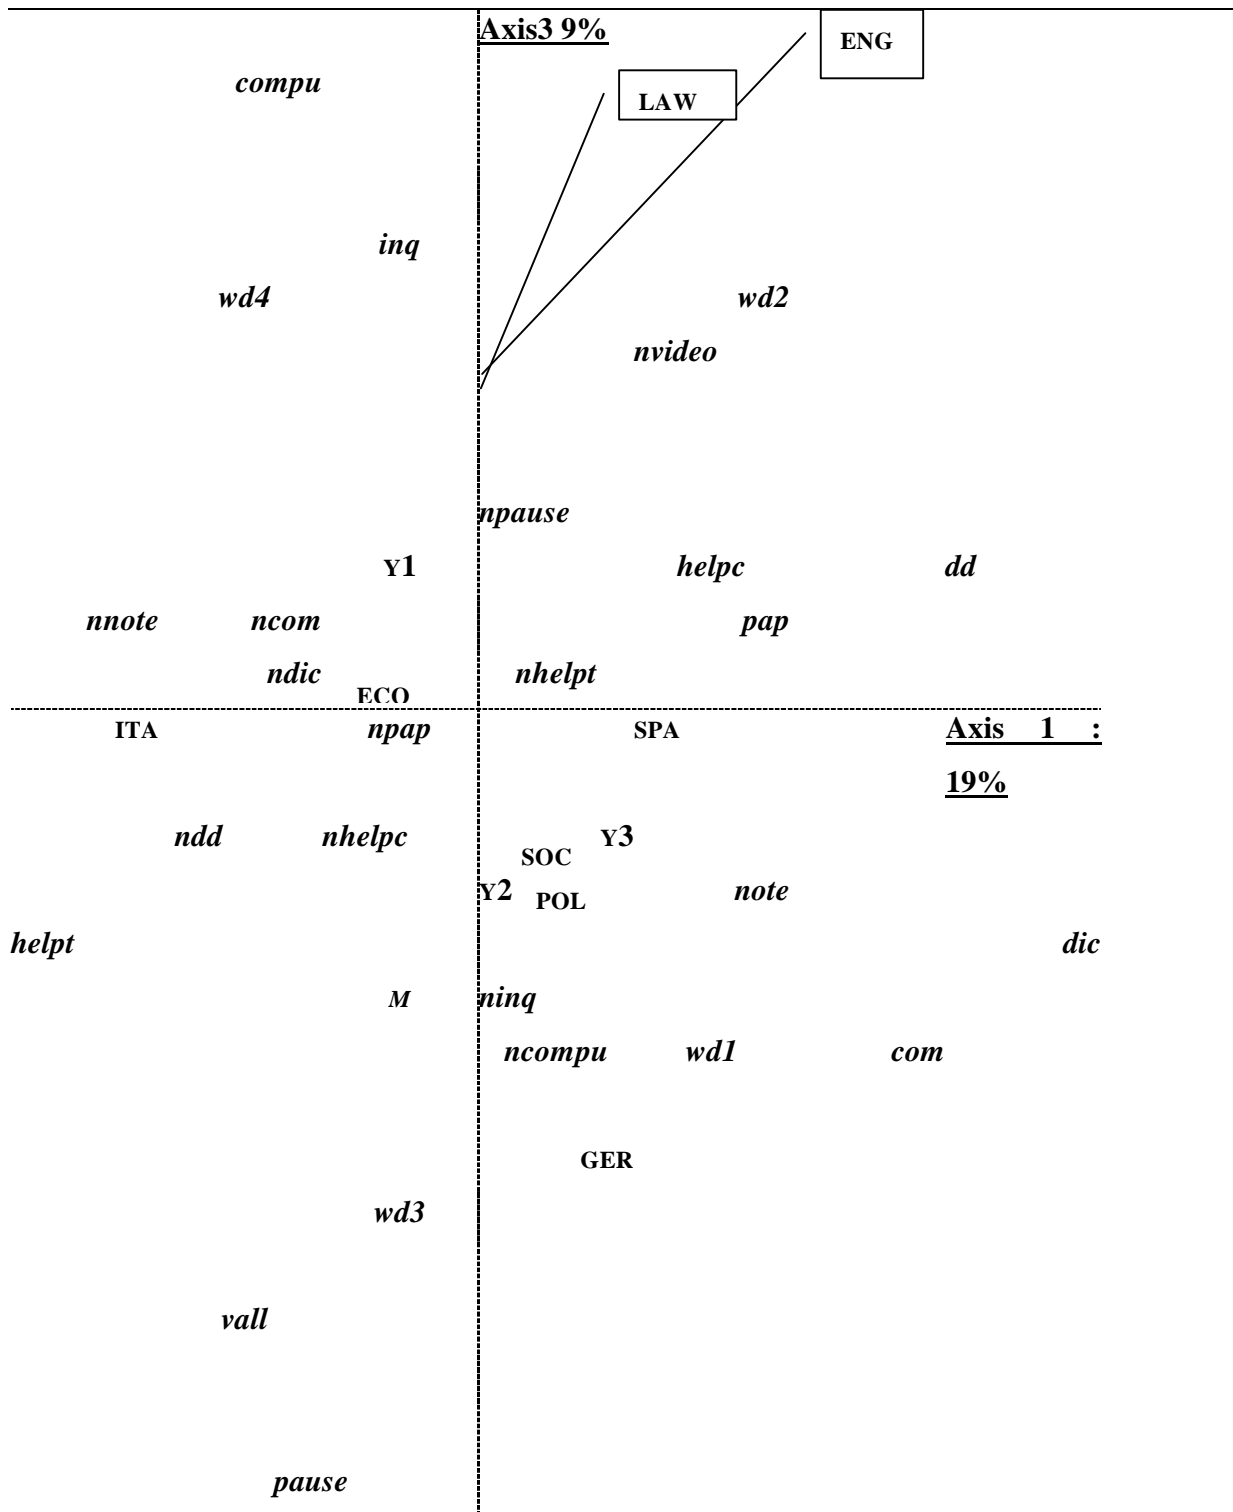 Axis3 9%
ENG
compu
LAW
inq
wd4 wd2
nvideo
npause
Y1 helpc dd
nnote ncom pap
ndic nhelpt
ECO
ITA npap SPA Axis 1 :
19%
ndd nhelpc Y3
SOC
Y2 POL note
helpt dic
M ninq
ncompu wd1 com
GER
wd3
vall
pause